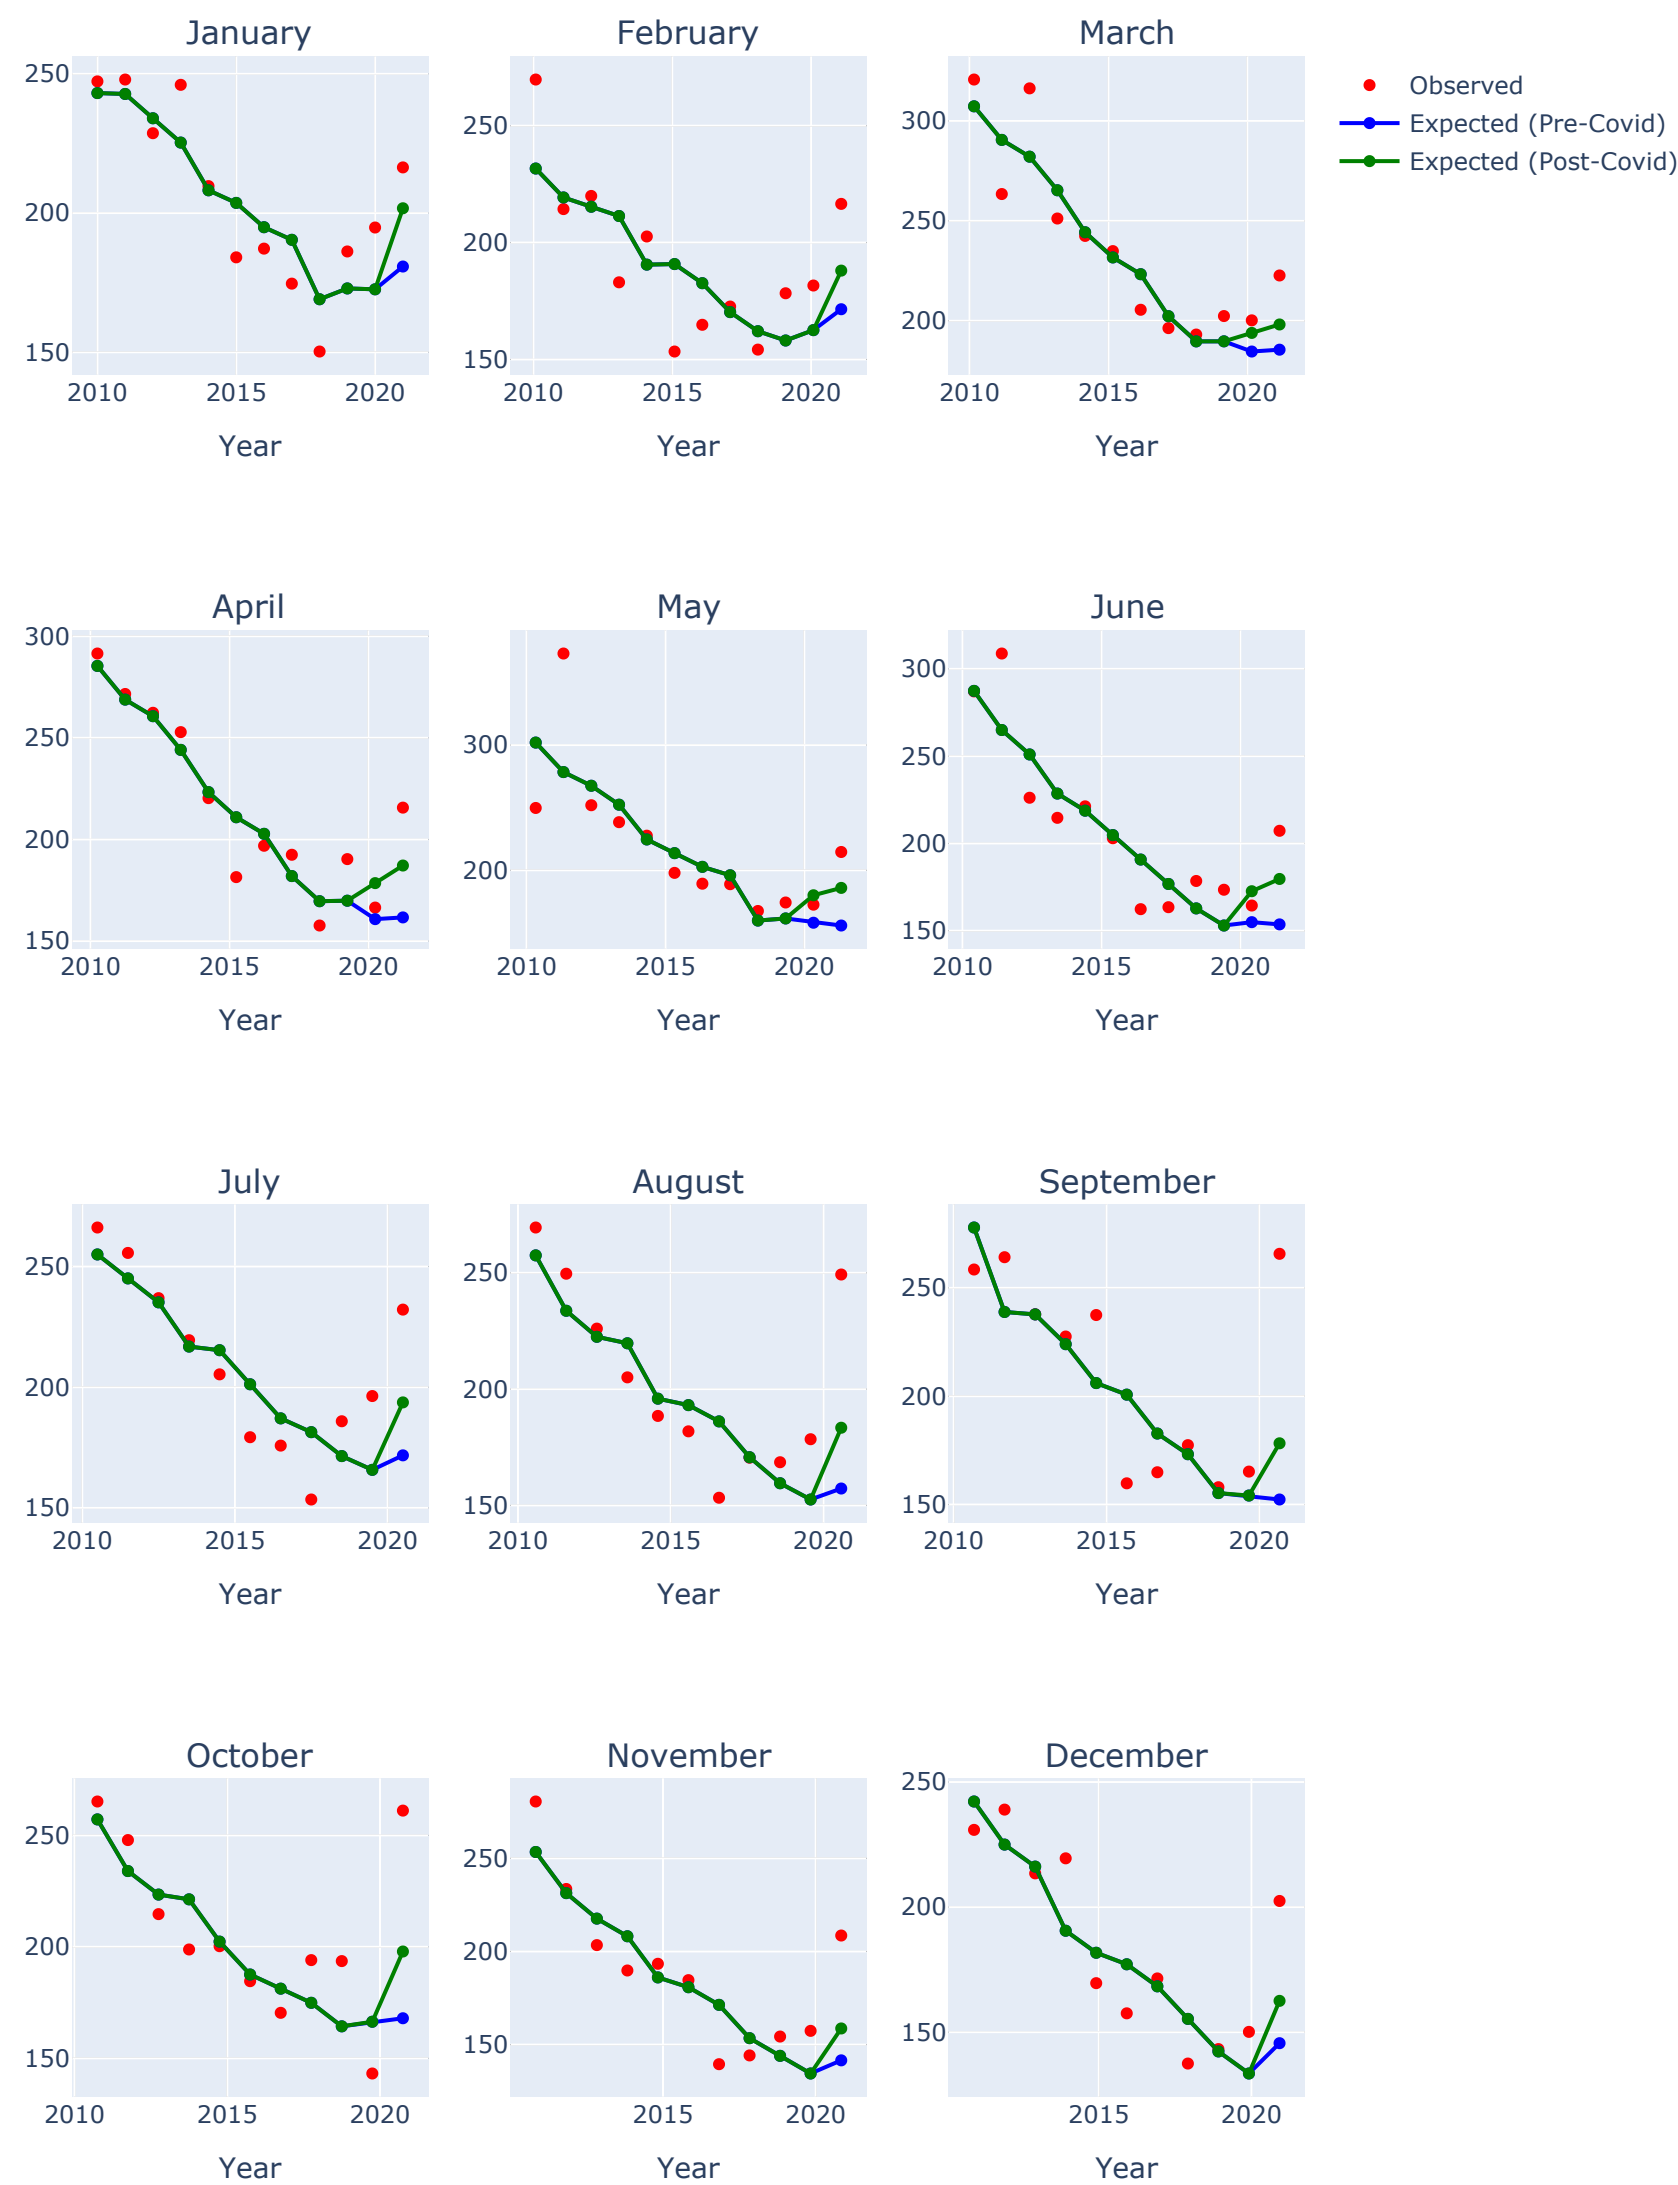 January February March
250
200
150
2010 2015 2020
Year
250
200
150
2010 2015 2020
Year
300
250
200
2010 2015 2020
Year
Observed
Expected (Pre-Covid)
Expected (Post-Covid)
April May June
300
250
200
150
2010 2015 2020
Year
300
200
2010 2015 2020
Year
300
250
200
150
2010 2015 2020
Year
July August September
250
200
150
2010 2015 2020
Year
250
200
150
2010 2015 2020
Year
250
200
150
2010 2015 2020
Year
October November December
250
200
150
2010 2015 2020
Year
250
200
150
2015 2020
Year
250
200
150
2015 2020
Year